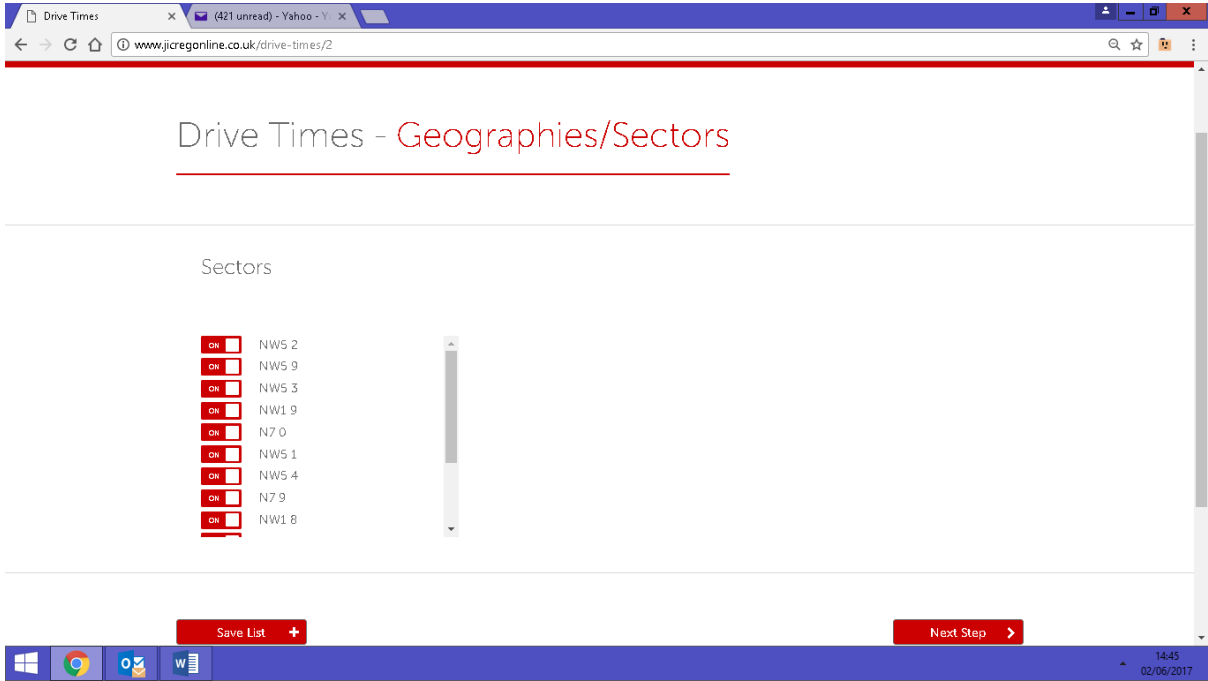 Drive Times
(421 unread) - Yahoo - Y
www.jicregonline.co.uk/drive-times/2
Drive Times - Geographies/Sectors
Sectors
ON NW5 2
ON NW5 9
ON NW5 3
ON NW1 9
ON N7 0
ON NW5 1
ON NW5 4
ON N7 9
ON NW1 8
Save List
Next Step
14:45
02/06/2017